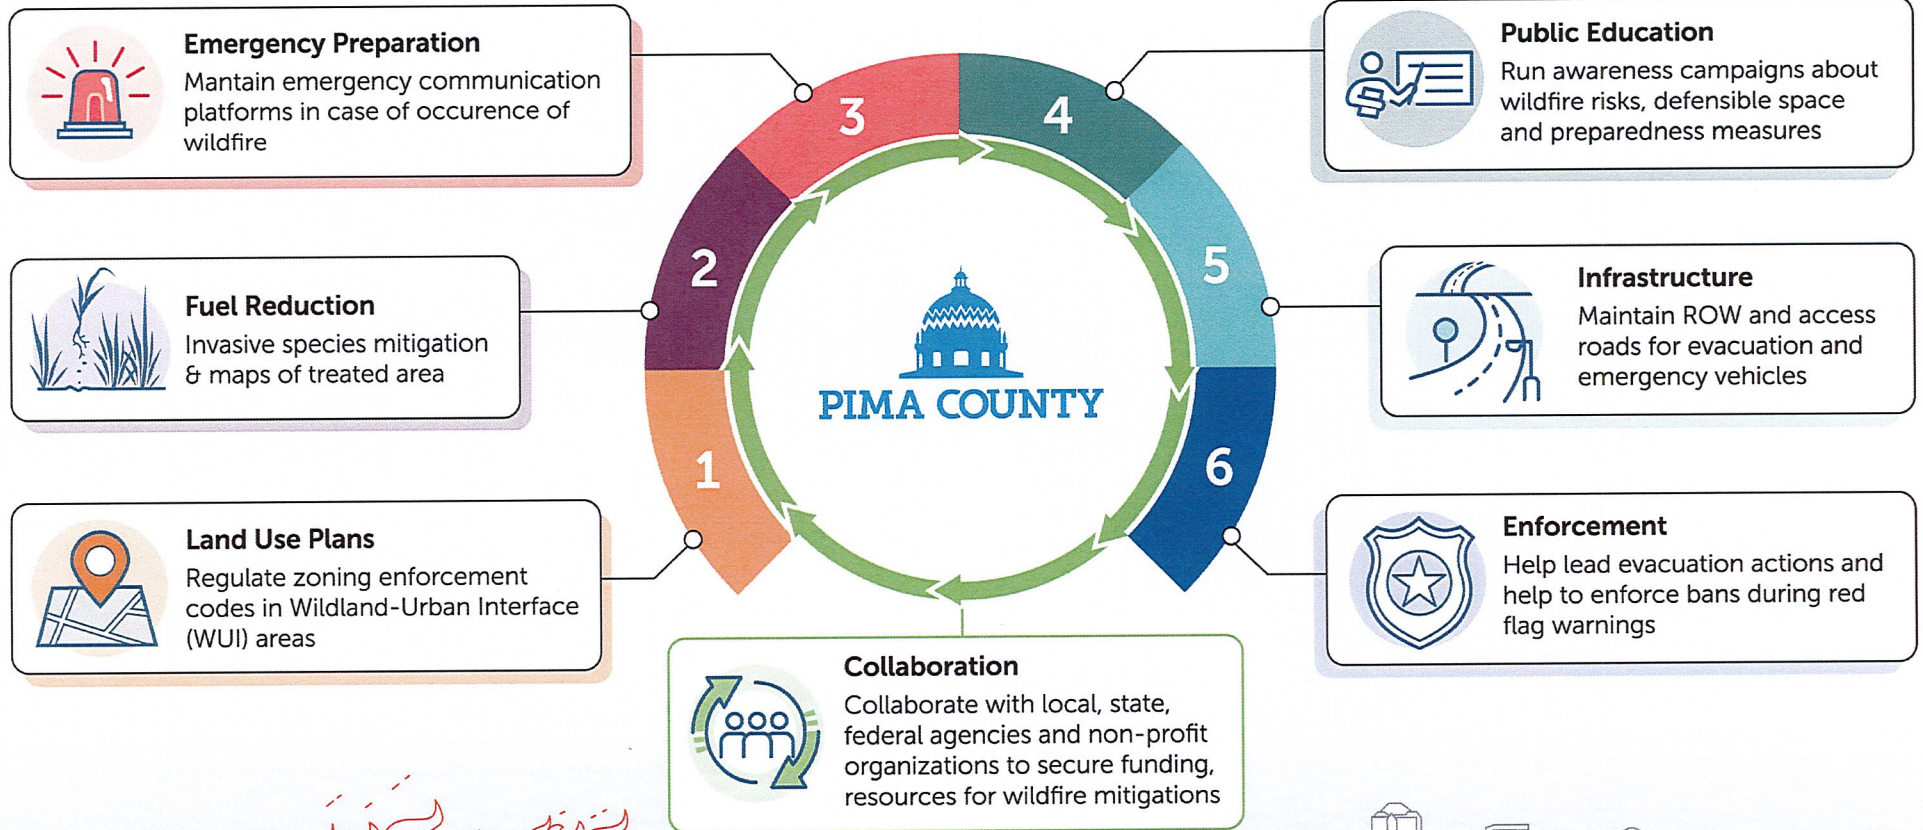 Emergency Preparation
Mantain emergency communication
platforms in case of occurence of
wildfire
Fuel Reduction
Invasive species mitigation
& maps of treated area
Land Use Plans
Regulate zoning enforcement
codes in Wildland-Urban Interface
(WUI) areas
1
2
3
4
5
6
PIMA COUNTY
Public Education
Run awareness campaigns about
wildfire risks, defensible space
and preparedness measures
Infrastructure
Maintain ROW and access
roads for evacuation and
emergency vehicles
Enforcement
Help lead evacuation actions and
help to enforce bans during red
flag warnings
Collaboration
Collaborate with local, state,
federal agencies and non-profit
organizations to secure funding,
resources for wildfire mitigations